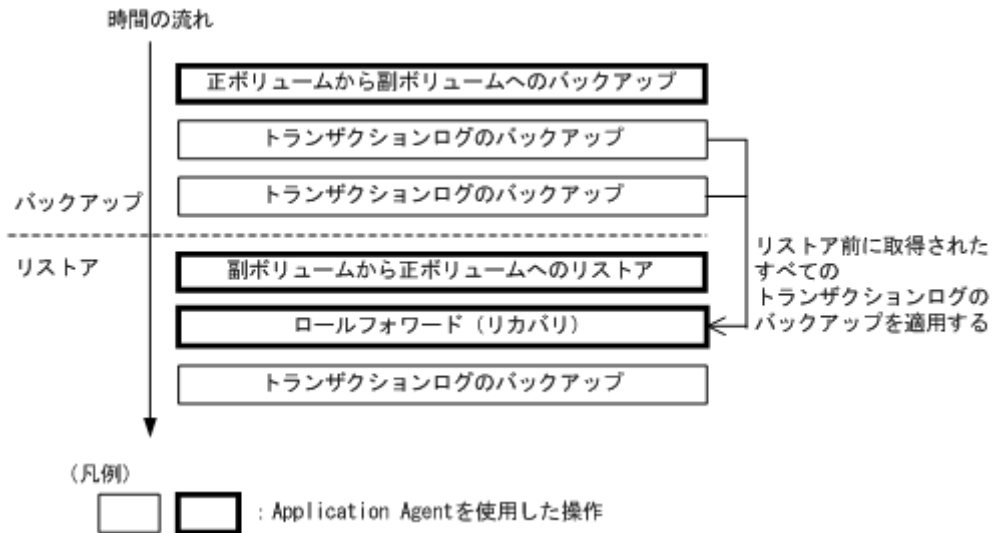 時間の流れ
正ボリュームから副ボリュームへのバックアップ
トランザクションログのバックアップ
トランザクションログのバックアップ
バックアップ
リストア
副ボリュームから正ボリュームへのリストア
ロールフォワード（リカバリ）
トランザクションログのバックアップ
リストア前に取得された
すべての
トランザクションログの
バックアップを適用する
（凡例）
：Application Agentを使用した操作